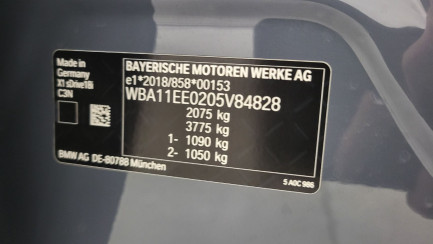 Made in
Germany
X1 sDrive18i
C3N
BAYERISCHE MOTOREN WERKE AG
e1*2018/858*00153
WBA11EE0205V84828
2075 kg
3775 kg
1- 1090 kg
2- 1050 kg
BMW AG DE-80788 München
5 A0C 986